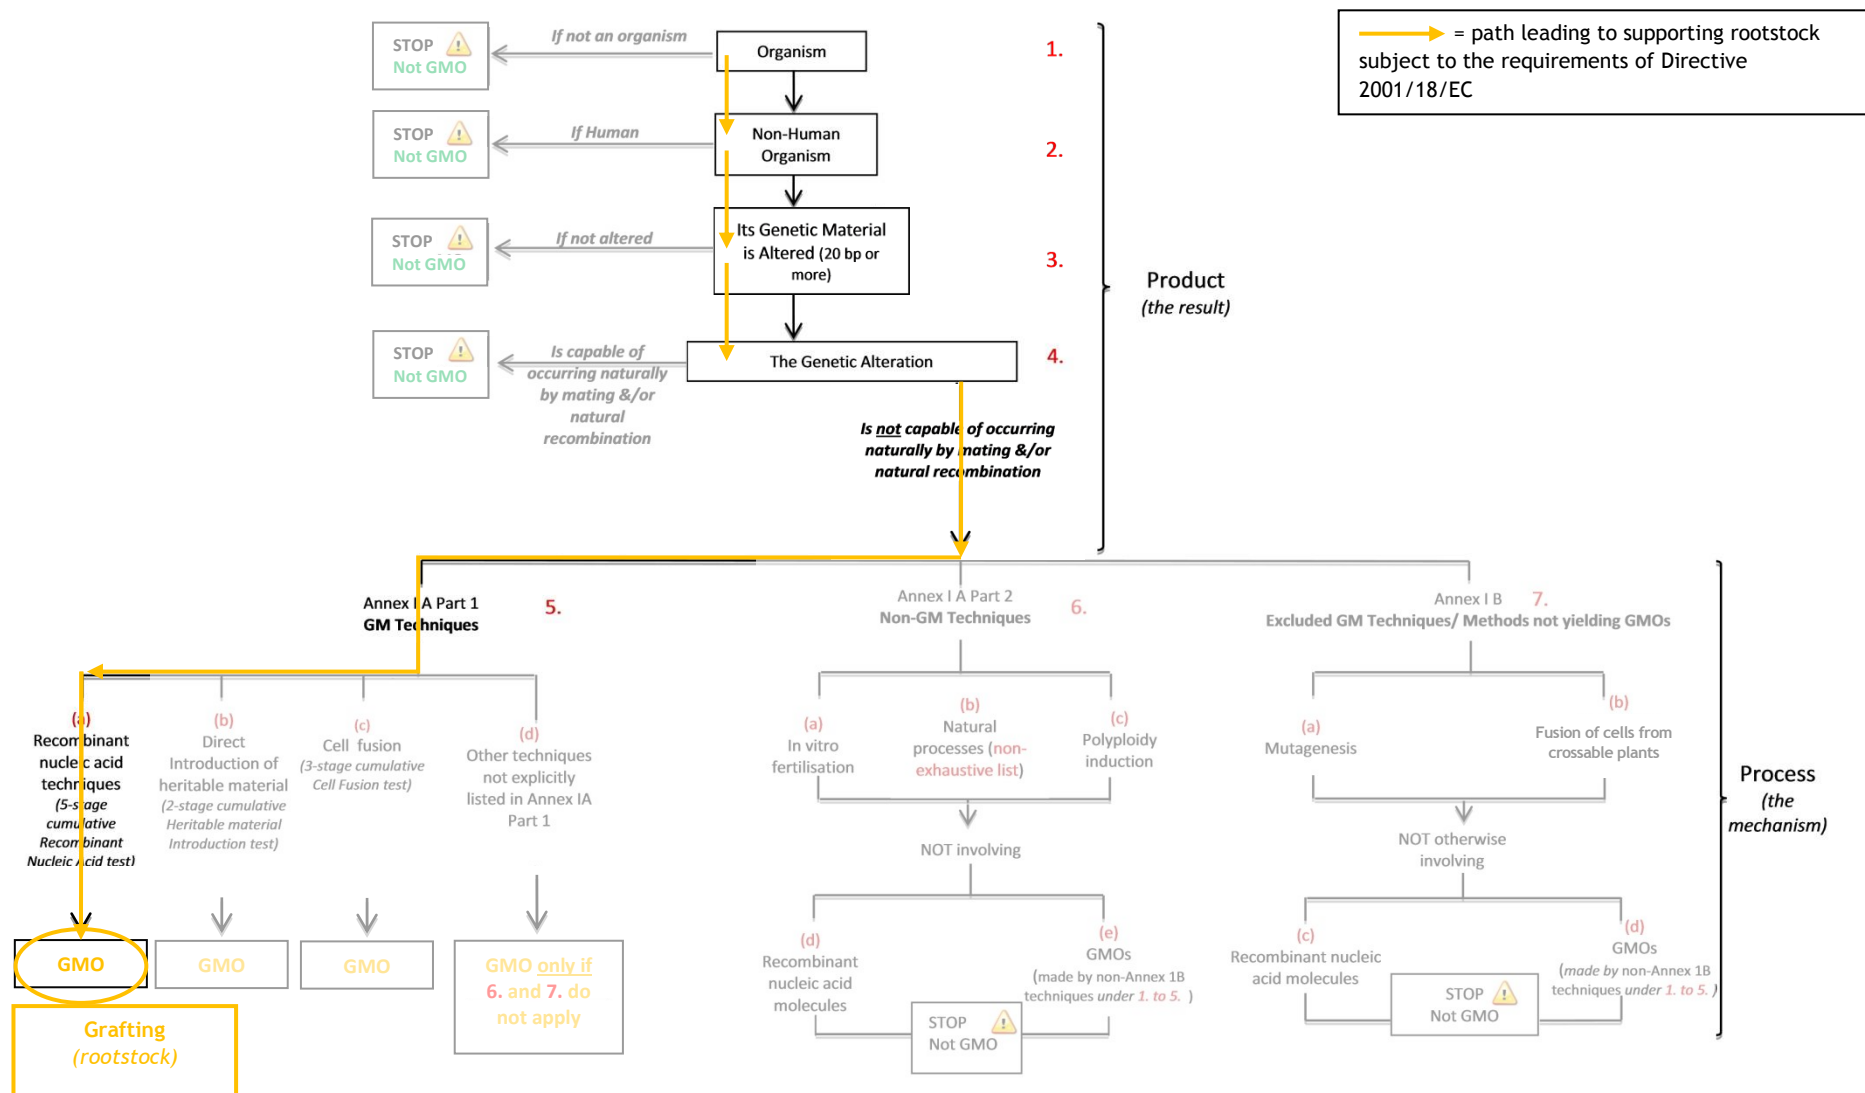 = path leading to supporting rootstock
subject to the requirements of Directive
2001/18/EC
STOP
Not GMO
If not an organism
Organism
1.
STOP
Not GMO
If Human
Non-Human
Organism
2.
STOP
Not GMO
If not altered
Its Genetic Material
is Altered (20 bp or
more)
3.
Product
(the result)
STOP
Not GMO
Is capable of
occurring naturally
by mating &/or
natural
recombination
The Genetic Alteration
4.
Is not capable of occurring
naturally by mating &/or
natural recombination
Annex I A Part 1
GM Techniques
5.
Annex I A Part 2
Non-GM Techniques
6.
Annex I B
7.
Excluded GM Techniques/ Methods not yielding GMOs
(a)
Recombinant
nucleic acid
techniques
(5-stage
cumulative
Recombinant
Nucleic Acid test)
(b)
Direct
Introduction of
heritable material
(2-stage cumulative
Heritable material
Introduction test)
(c)
Cell fusion
(3-stage cumulative
Cell Fusion test)
(d)
Other techniques
not explicitly
listed in Annex IA
Part 1
(a)
In vitro
fertilisation
(b)
Natural
processes (non-
exhaustive list)
(c)
Polyploidy
induction
(a)
Mutagenesis
(b)
Fusion of cells from
crossable plants
Process
(the
mechanism)
NOT involving
NOT otherwise
involving
GMO
GMO
GMO
GMO only if
6. and 7. do
not apply
(d)
Recombinant
nucleic acid
molecules
(e)
GMOs
(made by non-Annex 1B
techniques under 1. to 5. )
STOP
Not GMO
(c)
Recombinant nucleic
acid molecules
(d)
GMOs
(made by non-Annex 1B
techniques under 1. to 5. )
STOP
Not GMO
Grafting
(rootstock)